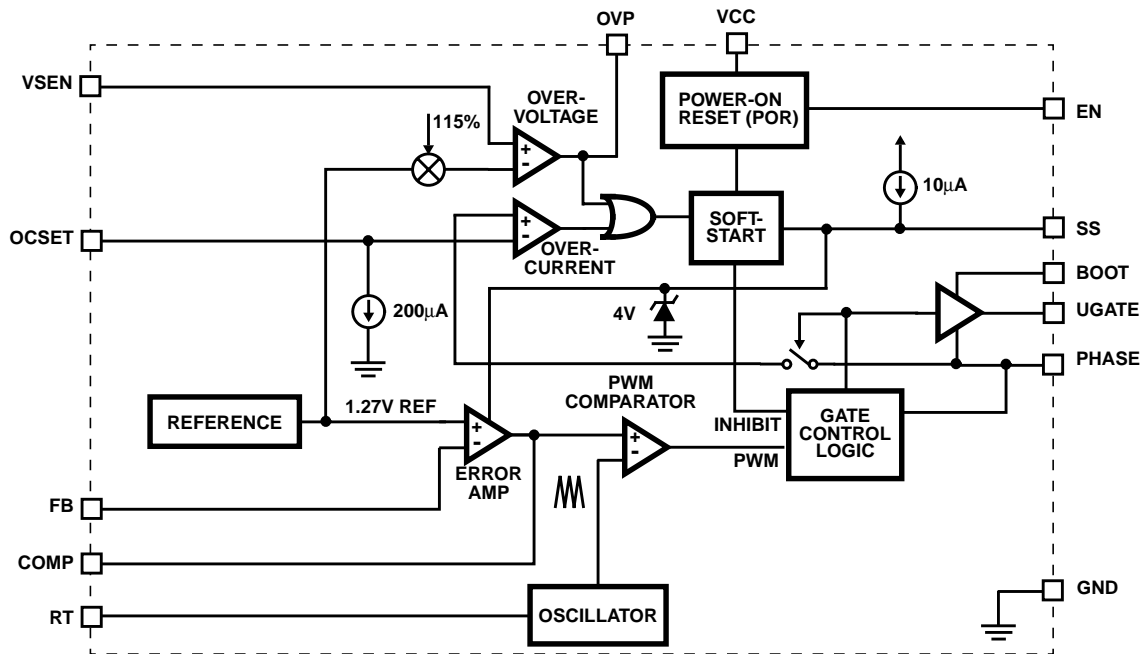 OVP
VCC
VSEN
OVER-
VOLTAGE
POWER-ON
RESET (POR)
EN
115%
+
-
10µA
OCSET
+
-
SOFT-
START
SS
OVER-
CURRENT
BOOT
200µA
4V
UGATE
PHASE
REFERENCE
1.27V REF
PWM
COMPARATOR
+
-
ERROR
AMP
+
-
INHIBIT
PWM
GATE
CONTROL
LOGIC
FB
COMP
RT
OSCILLATOR
GND